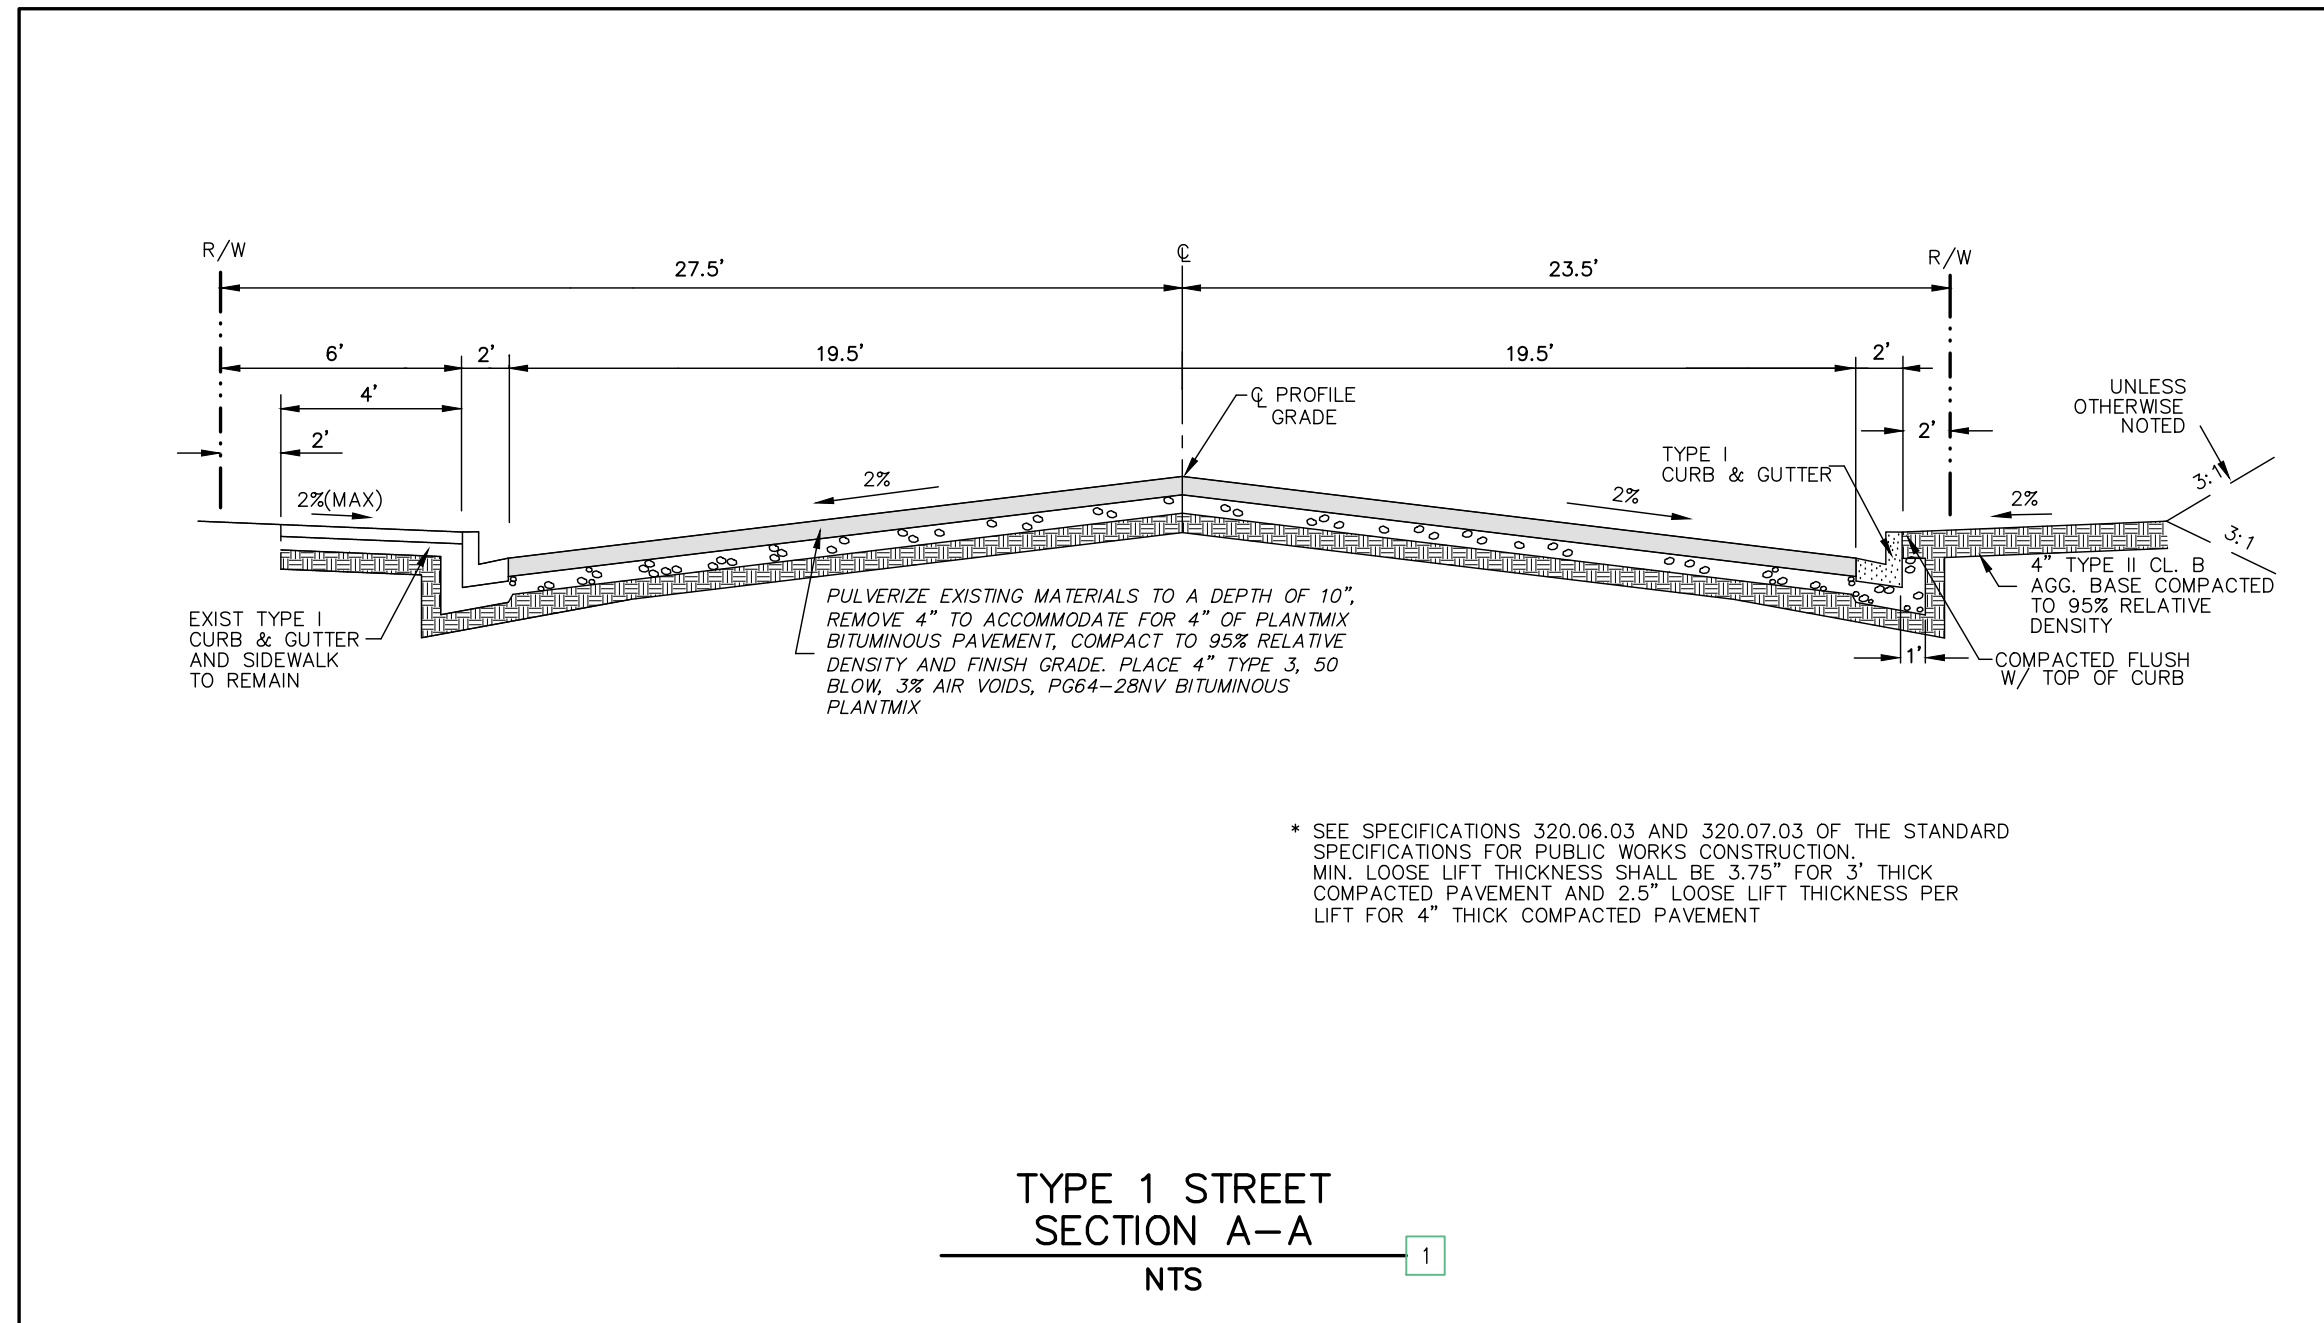 R/W
℄
R/W
27.5'
23.5'
6'
2'
19.5'
19.5'
2'
4'
2'
2'
℄ PROFILE
GRADE
UNLESS
OTHERWISE
NOTED
TYPE I
CURB & GUTTER
2%(MAX)
2%
2%
2%
3:1
3:1
EXIST TYPE I
CURB & GUTTER
AND SIDEWALK
TO REMAIN
PULVERIZE EXISTING MATERIALS TO A DEPTH OF 10",
REMOVE 4" TO ACCOMMODATE FOR 4" OF PLANTMIX
BITUMINOUS PAVEMENT, COMPACT TO 95% RELATIVE
DENSITY AND FINISH GRADE. PLACE 4" TYPE 3, 50
BLOW, 3% AIR VOIDS, PG64-28NV BITUMINOUS
PLANTMIX
4" TYPE II CL. B
AGG. BASE COMPACTED
TO 95% RELATIVE
DENSITY
1'
COMPACTED FLUSH
W/ TOP OF CURB
* SEE SPECIFICATIONS 320.06.03 AND 320.07.03 OF THE STANDARD
SPECIFICATIONS FOR PUBLIC WORKS CONSTRUCTION.
MIN. LOOSE LIFT THICKNESS SHALL BE 3.75" FOR 3' THICK
COMPACTED PAVEMENT AND 2.5" LOOSE LIFT THICKNESS PER
LIFT FOR 4" THICK COMPACTED PAVEMENT
TYPE 1 STREET
SECTION A-A
1
NTS